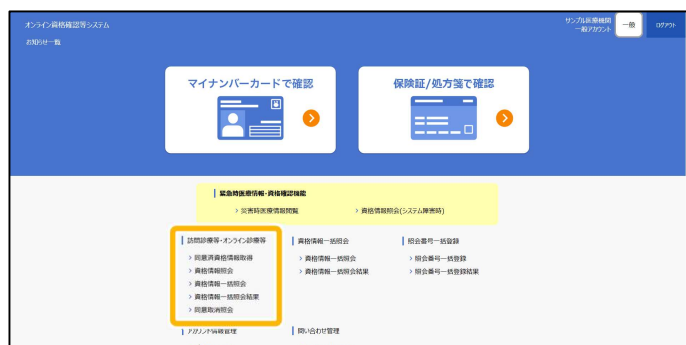 オンライン資格確認等システム
サンプル医療機関
一般アカウント
一般
ログアウト
お知らせ一覧
マイナンバーカードで確認
保険証/処方箋で確認
緊急時医療情報・資格確認機能
> 災害時医療情報閲覧
> 資格情報照会(システム障害時)
訪問診療等・オンライン診療等
> 同意済資格情報取得
> 資格情報照会
> 資格情報一括照会
> 資格情報一括照会結果
> 同意取消照会
資格情報一括照会
> 資格情報一括照会
> 資格情報一括照会結果
照会番号一括登録
> 照会番号一括登録
> 照会番号一括登録結果
アカウント情報管理
問い合わせ管理